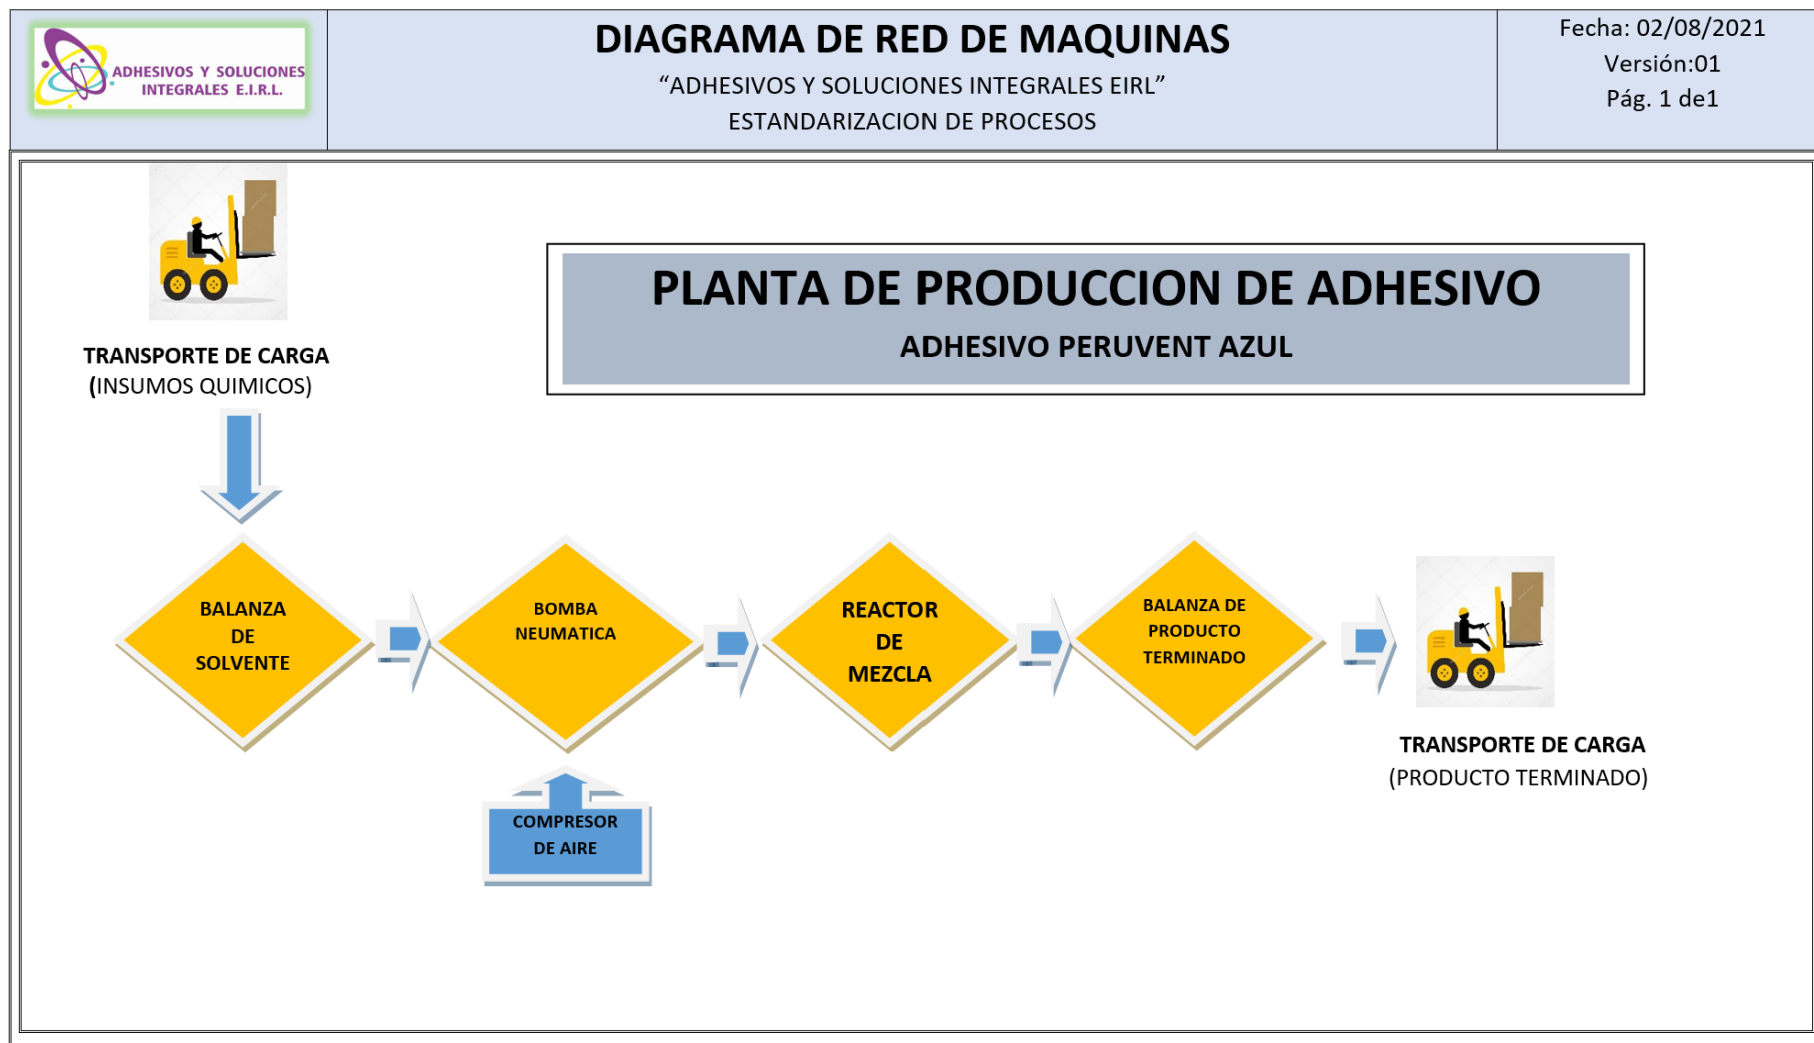 ADHESIVOS Y SOLUCIONES
INTEGRALES E.I.R.L.
DIAGRAMA DE RED DE MAQUINAS
“ADHESIVOS Y SOLUCIONES INTEGRALES EIRL”
ESTANDARIZACION DE PROCESOS
Fecha: 02/08/2021
Versión:01
Pág. 1 de1
TRANSPORTE DE CARGA
(INSUMOS QUIMICOS)
PLANTA DE PRODUCCION DE ADHESIVO
ADHESIVO PERUVENT AZUL
BALANZA
DE
SOLVENTE
BOMBA
NEUMATICA
REACTOR
DE
MEZCLA
BALANZA DE
PRODUCTO
TERMINADO
TRANSPORTE DE CARGA
(PRODUCTO TERMINADO)
COMPRESOR
DE AIRE